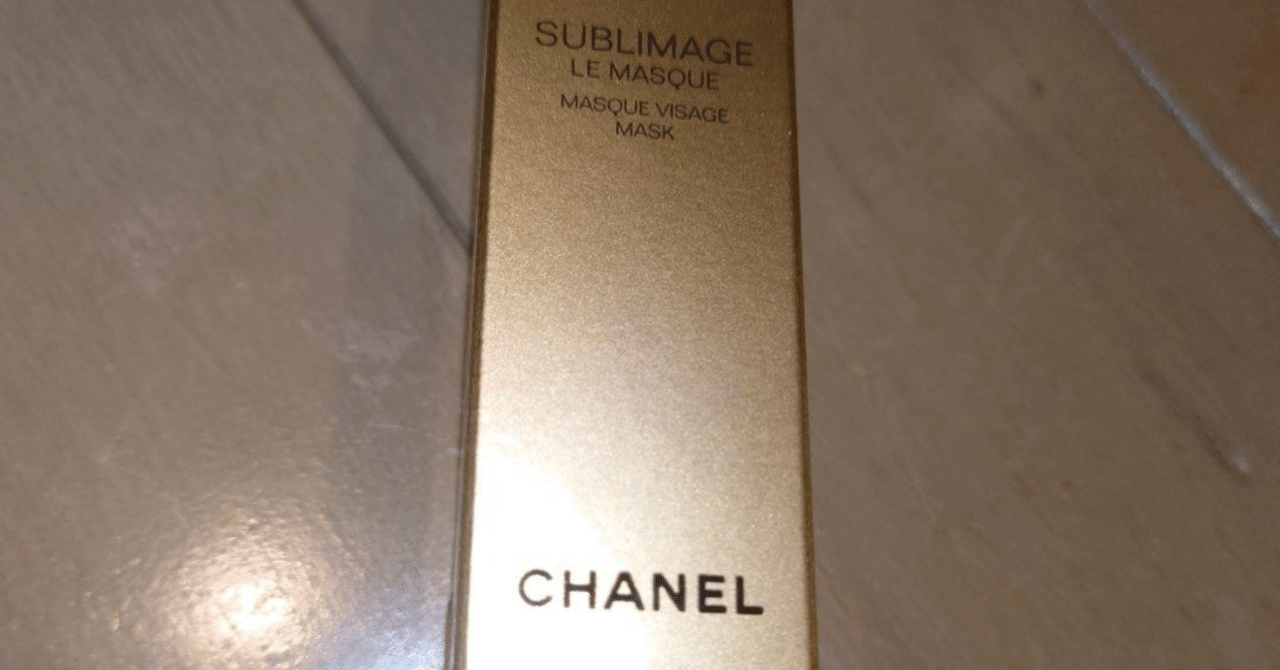 SUBLIMAGE
LE MASQUE
MASQUE VISAGE
MASK
CHANEL